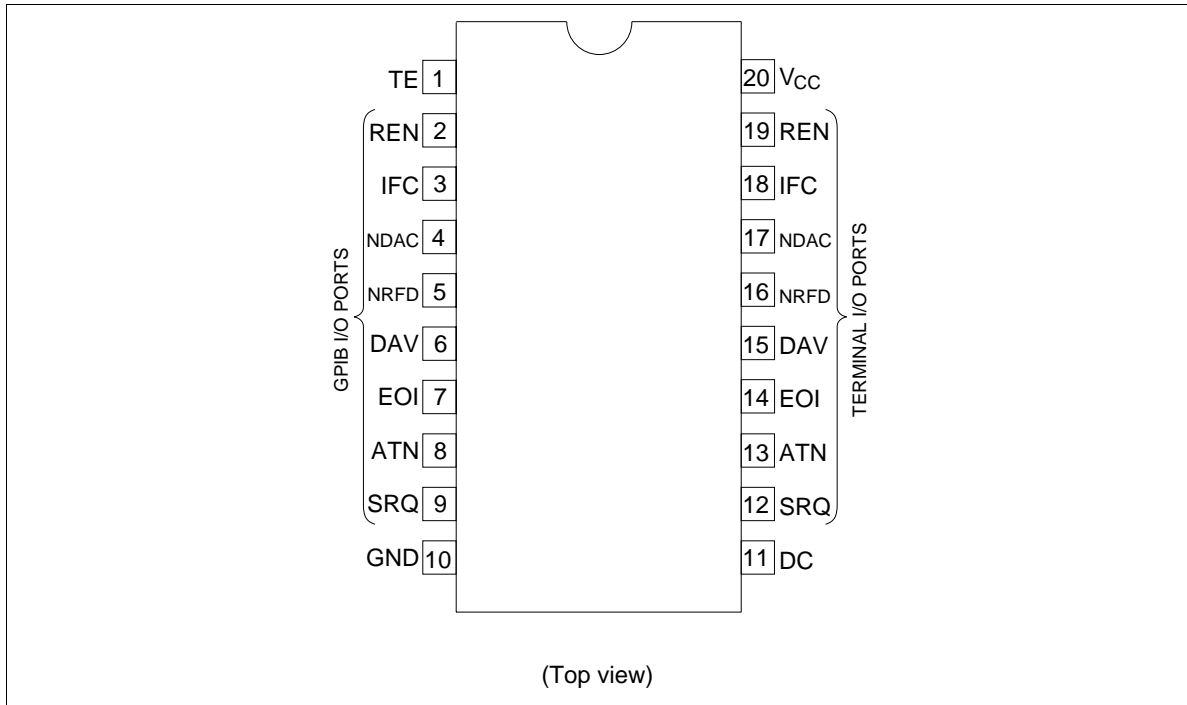 TE 1
REN 2
IFC 3
NDAC 4
NRFD 5
DAV 6
EOI 7
ATN 8
SRQ 9
GND 10
GPIB I/O PORTS
20 VCC
19 REN
18 IFC
17 NDAC
16 NRFD
15 DAV
14 EOI
13 ATN
12 SRQ
11 DC
TERMINAL I/O PORTS
(Top view)